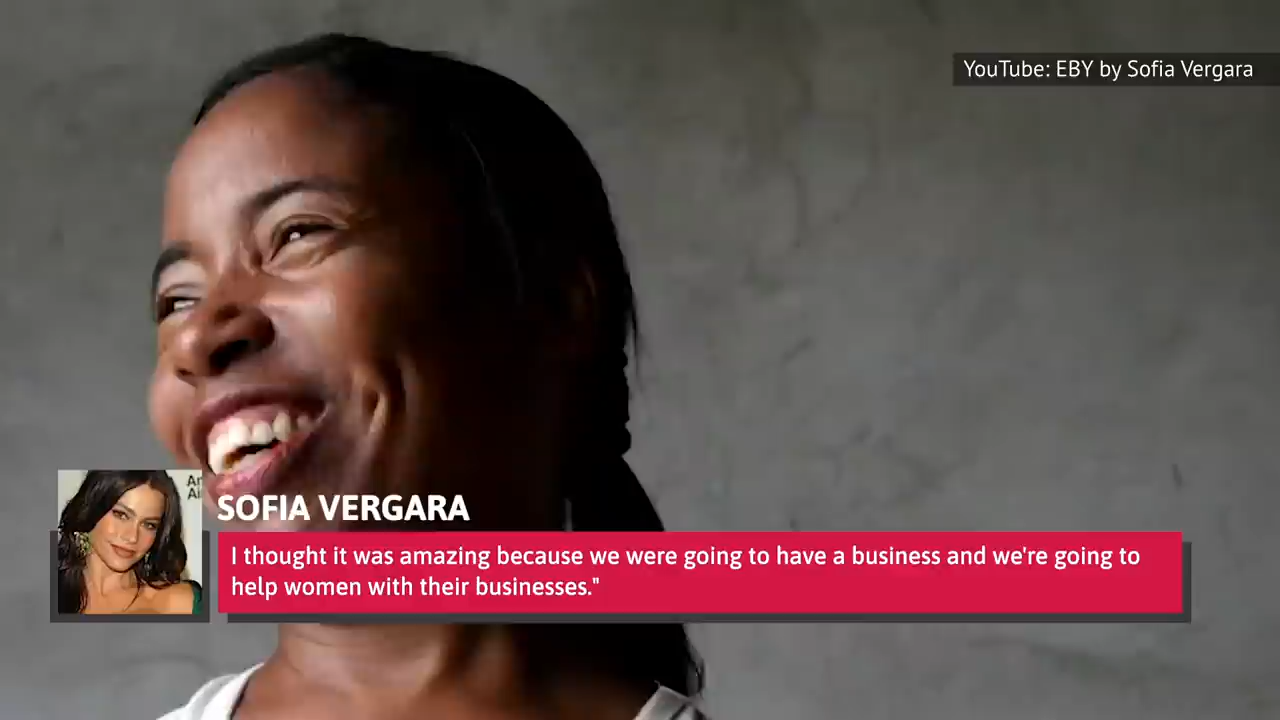 YouTube: EBY by Sofia Vergara
SOFIA VERGARA
I thought it was amazing because we were going to have a business and we're going to
help women with their businesses."